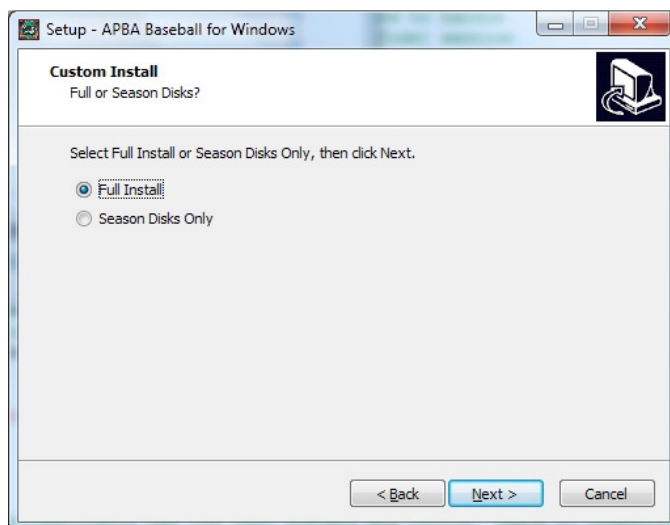 Setup - APBA Baseball for Windows
Custom Install
Full or Season Disks?
Select Full Install or Season Disks Only, then click Next.
Full Install
Season Disks Only
< Back
Next >
Cancel